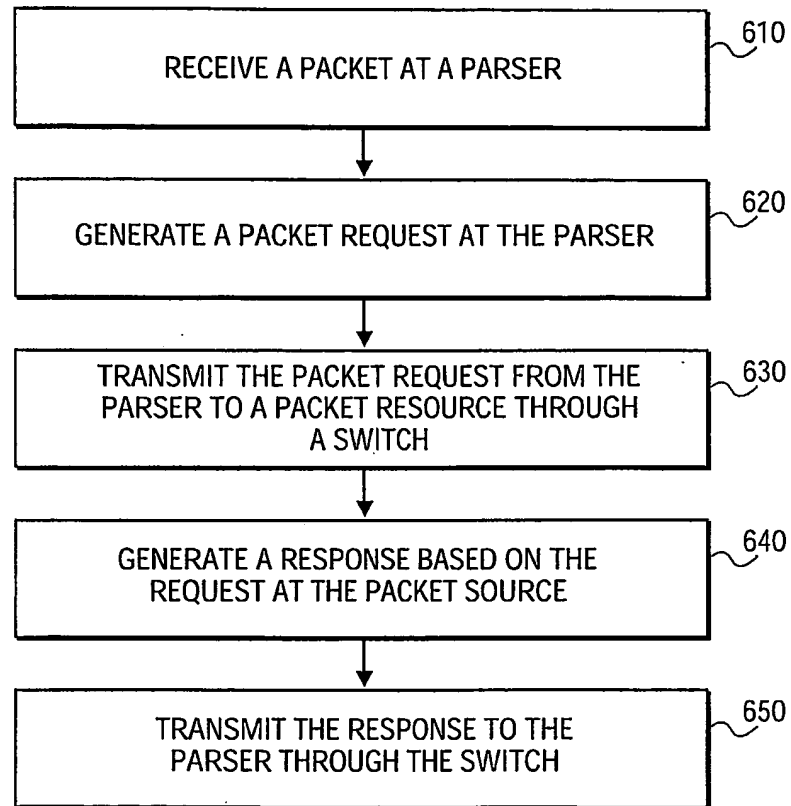 RECEIVE A PACKET AT A PARSER
610
GENERATE A PACKET REQUEST AT THE PARSER
620
TRANSMIT THE PACKET REQUEST FROM THE
PARSER TO A PACKET RESOURCE THROUGH
A SWITCH
630
GENERATE A RESPONSE BASED ON THE
REQUEST AT THE PACKET SOURCE
640
TRANSMIT THE RESPONSE TO THE
PARSER THROUGH THE SWITCH
650